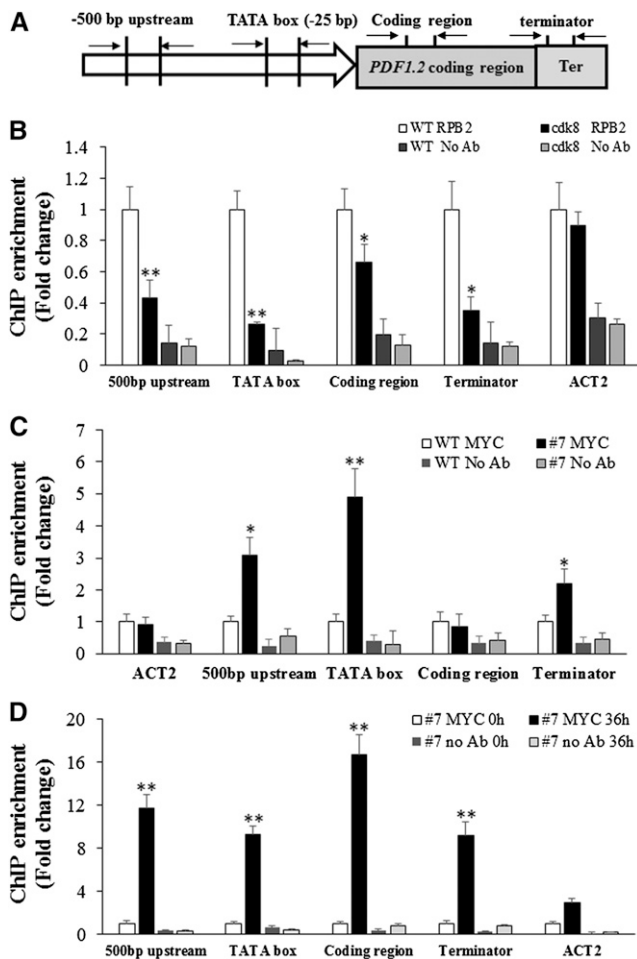 A
-500 bp upstream
TATA box (-25 bp)
Coding region
terminator
PDF1.2 coding region
Ter
B
WT RPB2
cdk8 RPB2
WT No Ab
cdk8 No Ab
ChIP enrichment
(Fold change)
1.4
1.2
1
0.8
0.6
0.4
0.2
0
**
**
*
*
500bp upstream
TATA box
Coding region
Terminator
ACT2
C
WT MYC
#7 MYC
WT No Ab
#7 No Ab
ChIP enrichment
(Fold change)
7
6
5
4
3
2
1
0
*
**
*
ACT2
500bp upstream
TATA box
Coding region
Terminator
D
#7 MYC 0h
#7 MYC 36h
#7 no Ab 0h
#7 no Ab 36h
ChIP enrichment
(Fold change)
20
16
12
8
4
0
**
**
**
**
500bp upstream
TATA box
Coding region
Terminator
ACT2